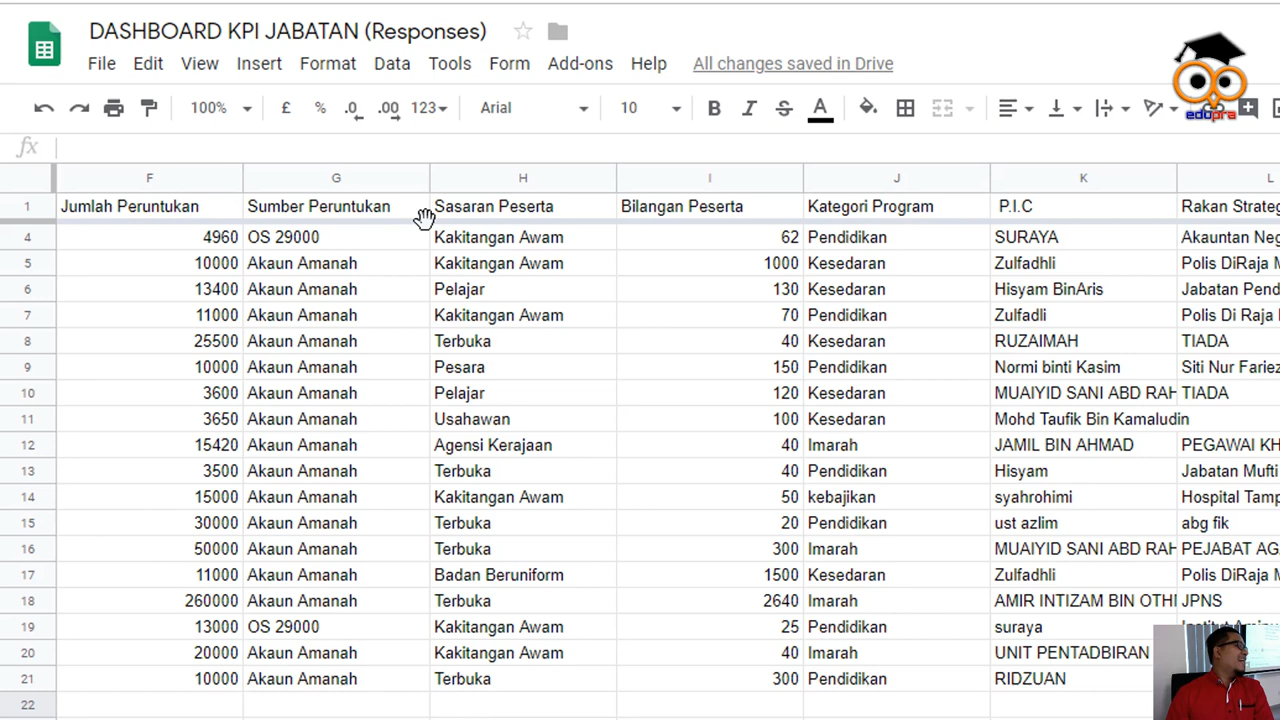 DASHBOARD KPI JABATAN (Responses)
File Edit View Insert Format Data Tools Form Add-ons Help All changes saved in Drive
100% £ % .0 .00 123 Arial 10 B I S A
edopra
fx
F G H I J K L
1 Jumlah Peruntukan Sumber Peruntukan Sasaran Peserta Bilangan Peserta Kategori Program P.I.C Rakan Strateg
4 4960 OS 29000 Kakitangan Awam 62 Pendidikan SURAYA Akauntan Neg
5 10000 Akaun Amanah Kakitangan Awam 1000 Kesedaran Zulfadhli Polis DiRaja M
6 13400 Akaun Amanah Pelajar 130 Kesedaran Hisyam BinAris Jabatan Pend
7 11000 Akaun Amanah Kakitangan Awam 70 Pendidikan Zulfadli Polis Di Raja
8 25500 Akaun Amanah Terbuka 40 Kesedaran RUZAIMAH TIADA
9 10000 Akaun Amanah Pesara 150 Pendidikan Normi binti Kasim Siti Nur Fariez
10 3600 Akaun Amanah Pelajar 120 Kesedaran MUAIYID SANI ABD RAH TIADA
11 3650 Akaun Amanah Usahawan 100 Kesedaran Mohd Taufik Bin Kamaludin
12 15420 Akaun Amanah Agensi Kerajaan 40 Imarah JAMIL BIN AHMAD PEGAWAI KH
13 3500 Akaun Amanah Terbuka 40 Pendidikan Hisyam Jabatan Mufti
14 15000 Akaun Amanah Kakitangan Awam 50 kebajikan syahrohimi Hospital Tamp
15 30000 Akaun Amanah Terbuka 20 Pendidikan ust azlim abg fik
16 50000 Akaun Amanah Terbuka 300 Imarah MUAIYID SANI ABD RAH PEJABAT AGA
17 11000 Akaun Amanah Badan Beruniform 1500 Kesedaran Zulfadhli Polis DiRaja M
18 260000 Akaun Amanah Terbuka 2640 Imarah AMIR INTIZAM BIN OTH JPNS
19 13000 OS 29000 Kakitangan Awam 25 Pendidikan suraya
20 20000 Akaun Amanah Kakitangan Awam 40 Imarah UNIT PENTADBIRAN
21 10000 Akaun Amanah Terbuka 300 Pendidikan RIDZUAN
22